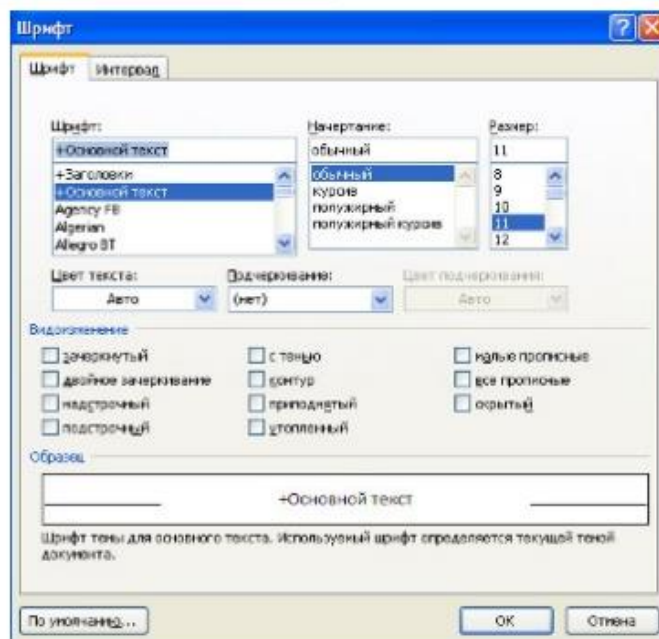 Шрифт
Шрифт Интервал
Шрифт: Начертание: Размер:
+Основной текст обычный 11
+Заголовки обычный 8
+Основной текст курсив 9
Agency FB полужирный 10
Algerian полужирный курсив 11
Allegro BT 12
Цвет текста: Подчеркивание: Цвет подчеркивания:
Авто (нет) Авто
Видоизменение
зачеркнутый с тенью малые прописные
двойное зачеркивание контур все прописные
надстрочный приподнятый скрытый
подстрочный утопленный
Образец
+Основной текст
Шрифт темы для основного текста. Используемый шрифт определяется текущей темой
документа.
По умолчанию... ОК Отмена